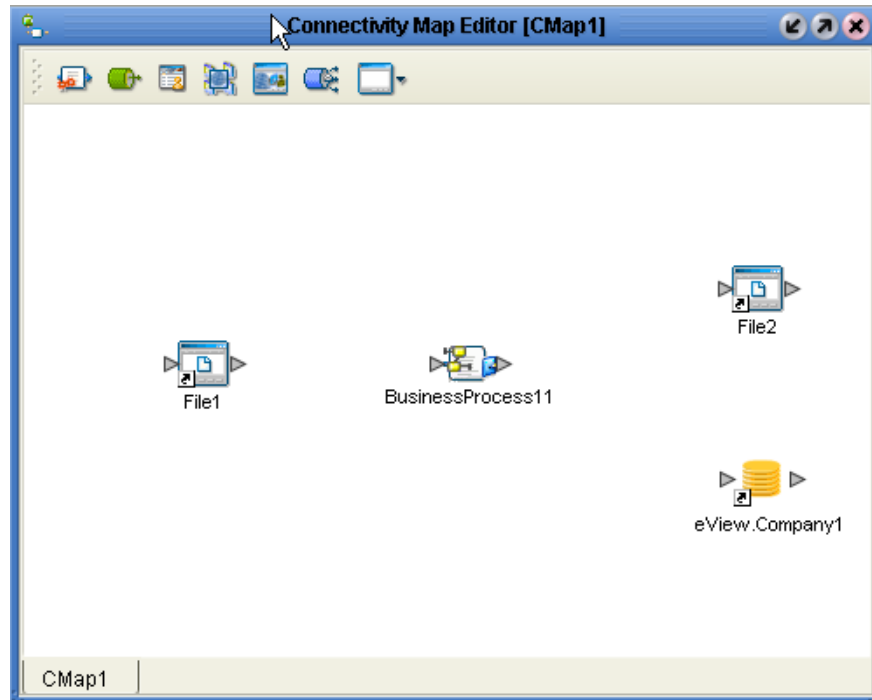 Connectivity Map Editor [CMap1]
File2
File1
BusinessProcess11
eView.Company1
CMap1